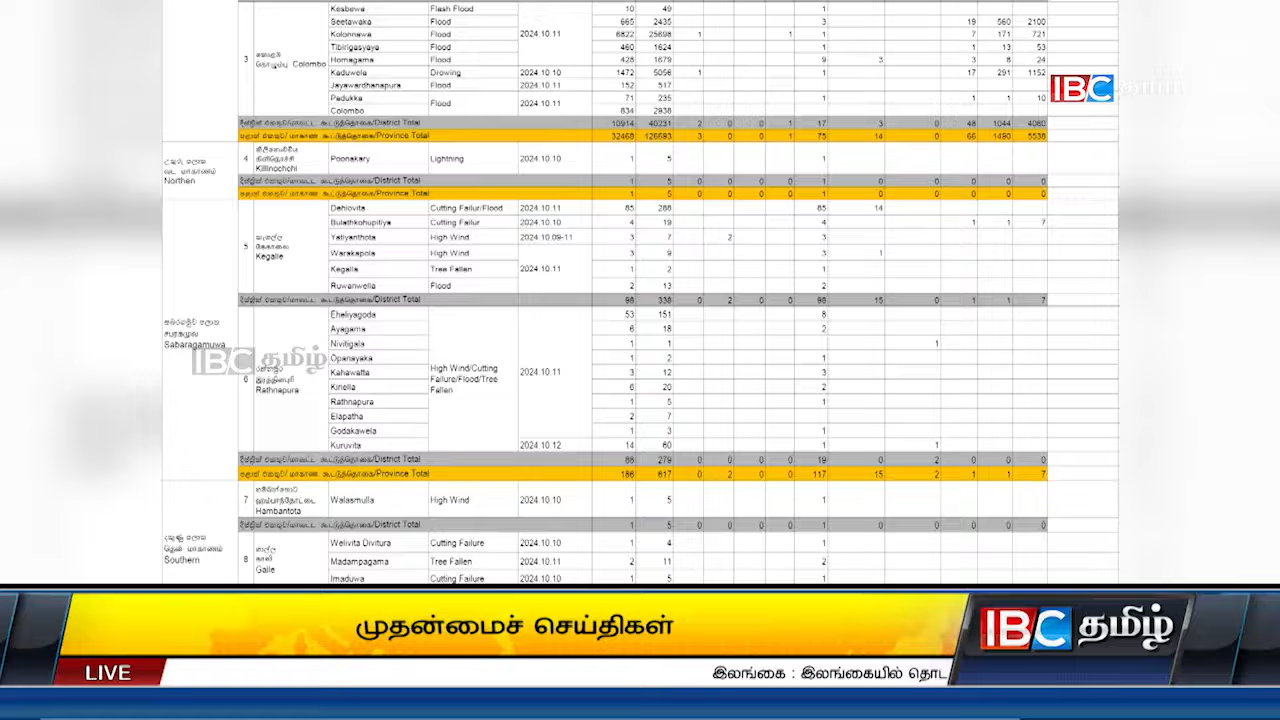 Kesbewa Flash Flood 10 49 1
Seetawaka Flood 665 2435 3 19 560 2100
Kolonnawa Flood 2024.10.11 6822 25698 1 1 1 7 171 721
Tibirigasyaya Flood 460 1624 1 1 13 53
3 கொழும்பு Colombo
Homagama Flood 428 1679 9 3 3 8 24
Kaduwela Drowing 2024.10.10 1472 5056 1 1 17 291 1152
Jayawardhanapura Flood 2024.10.11 152 517
Padukka Flood 2024.10.11 71 235 1 1 1 10
Colombo 834 2938
IBC தமிழ்
District Total 10914 40231 2 0 0 1 17 3 0 48 1044 4060
Province Total 32468 126693 3 0 0 1 75 14 0 66 1490 5538
வட மாகாணம்
Northen
4 கிளிநொச்சி
Killinochchi
Poonakary Lightning 2024.10.10 1 5 1
District Total 1 5 0 0 0 0 1 0 0 0 0 0
Province Total 1 5 0 0 0 0 1 0 0 0 0 0
Dehiovita Cutting Failur/Flood 2024.10.11 85 288 85 14
Bulathkohupitiya Cutting Failur 2024.10.10 4 19 4 1 1 7
Yatiyanthota High Wind 2024.10.09-11 3 7 2 3
5 கேகாலை
Kegalle
Warakapola High Wind 2024.10.11 3 9 3 1
Kegalla Tree Fallen 1 2 1
Ruwanwella Flood 2 13 2
District Total 98 338 0 2 0 0 98 15 0 1 1 7
சபரகமுவ
Sabaragamuwa
Eheliyagoda 53 151 8
Ayagama 6 18 2
Nivitigala 1 1 1
IBC தமிழ்
Opanayaka 1 2 1
6 இரத்தினபுரி
Rathnapura
High Wind/Cutting
Failure/Flood/Tree
Fallen
2024.10.11
Kahawatta 3 12 3
Kiriella 6 20 2
Rathnapura 1 5 1
Elapatha 2 7
Godakawela 1 3 1
Kuruvita 2024.10.12 14 60 1 1
District Total 88 279 0 0 0 0 19 0 2 0 0 0
Province Total 186 617 0 2 0 0 117 15 2 1 1 7
7 ஹம்பாந்தோட்டை
Hambantota
Walasmulla High Wind 2024.10.10 1 5 1
District Total 1 5 0 0 0 0 1 0 0 0 0 0
தென் மாகாணம்
Southern
8 காலி
Galle
Welivita Divitura Cutting Failure 2024.10.10 1 4 1
Madampagama Tree Fallen 2024.10.11 2 11 2
Imaduwa Cutting Failure 2024.10.10 1 5 1
முதன்மைச் செய்திகள்
IBC தமிழ்
LIVE
இலங்கை : இலங்கையில் தொட